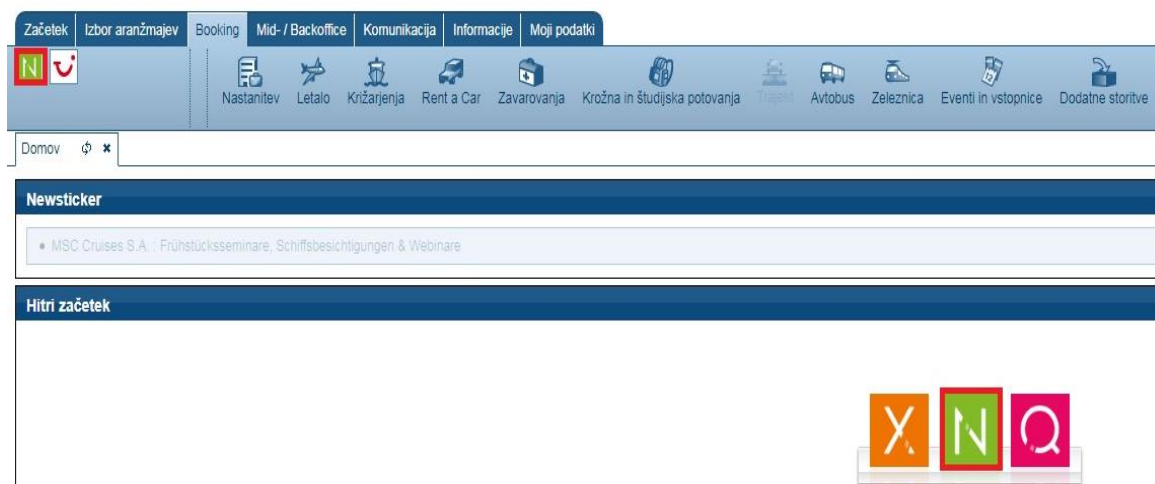 Začetek Izbor aranžmajev Booking Mid- / Backoffice Komunikacija Informacije Moji podatki
N
Nastanitev Letalo Križarjenja Rent a Car Zavarovanja Krožna in študijska potovanja Trajekt Avtobus Zeleznica Eventi in vstopnice Dodatne storitve
Domov
Newsticker
• MSC Cruises S.A. : Frühstücksseminare, Schiffsbesichtigungen & Webinare
Hitri začetek
X N Q